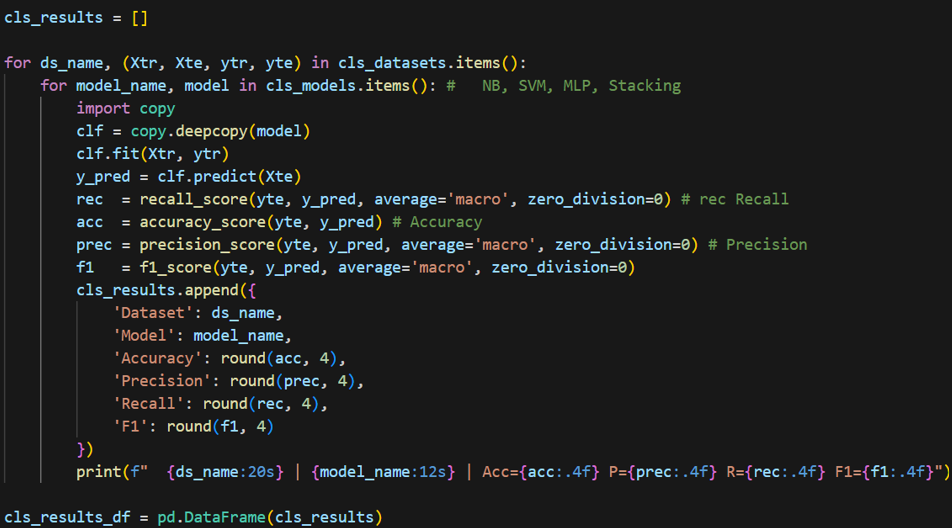 cls_results = []
for ds_name, (Xtr, Xte, ytr, yte) in cls_datasets.items():
    for model_name, model in cls_models.items(): #   NB, SVM, MLP, Stacking
        import copy
        clf = copy.deepcopy(model)
        clf.fit(Xtr, ytr)
        y_pred = clf.predict(Xte)
        rec  = recall_score(yte, y_pred, average='macro', zero_division=0) # rec Recall
        acc  = accuracy_score(yte, y_pred) # Accuracy
        prec = precision_score(yte, y_pred, average='macro', zero_division=0) # Precision
        f1   = f1_score(yte, y_pred, average='macro', zero_division=0)
        cls_results.append({
            'Dataset': ds_name,
            'Model': model_name,
            'Accuracy': round(acc, 4),
            'Precision': round(prec, 4),
            'Recall': round(rec, 4),
            'F1': round(f1, 4)
        })
        print(f"  {ds_name:20s} | {model_name:12s} | Acc={acc:.4f} P={prec:.4f} R={rec:.4f} F1={f1:.4f}")
cls_results_df = pd.DataFrame(cls_results)